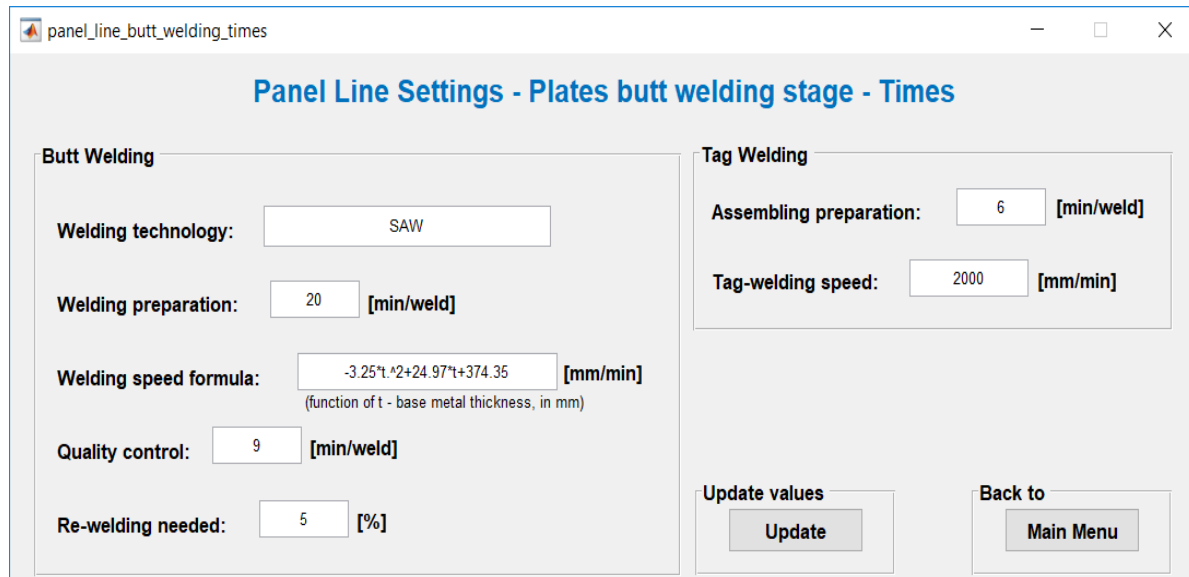 panel_line_butt_welding_times
Panel Line Settings - Plates butt welding stage - Times
Butt Welding
Welding technology: SAW
Welding preparation: 20 [min/weld]
Welding speed formula: -3.25*t.^2+24.97*t+374.35 [mm/min]
(function of t - base metal thickness, in mm)
Quality control: 9 [min/weld]
Re-welding needed: 5 [%]
Tag Welding
Assembling preparation: 6 [min/weld]
Tag-welding speed: 2000 [mm/min]
Update values
Update
Back to
Main Menu